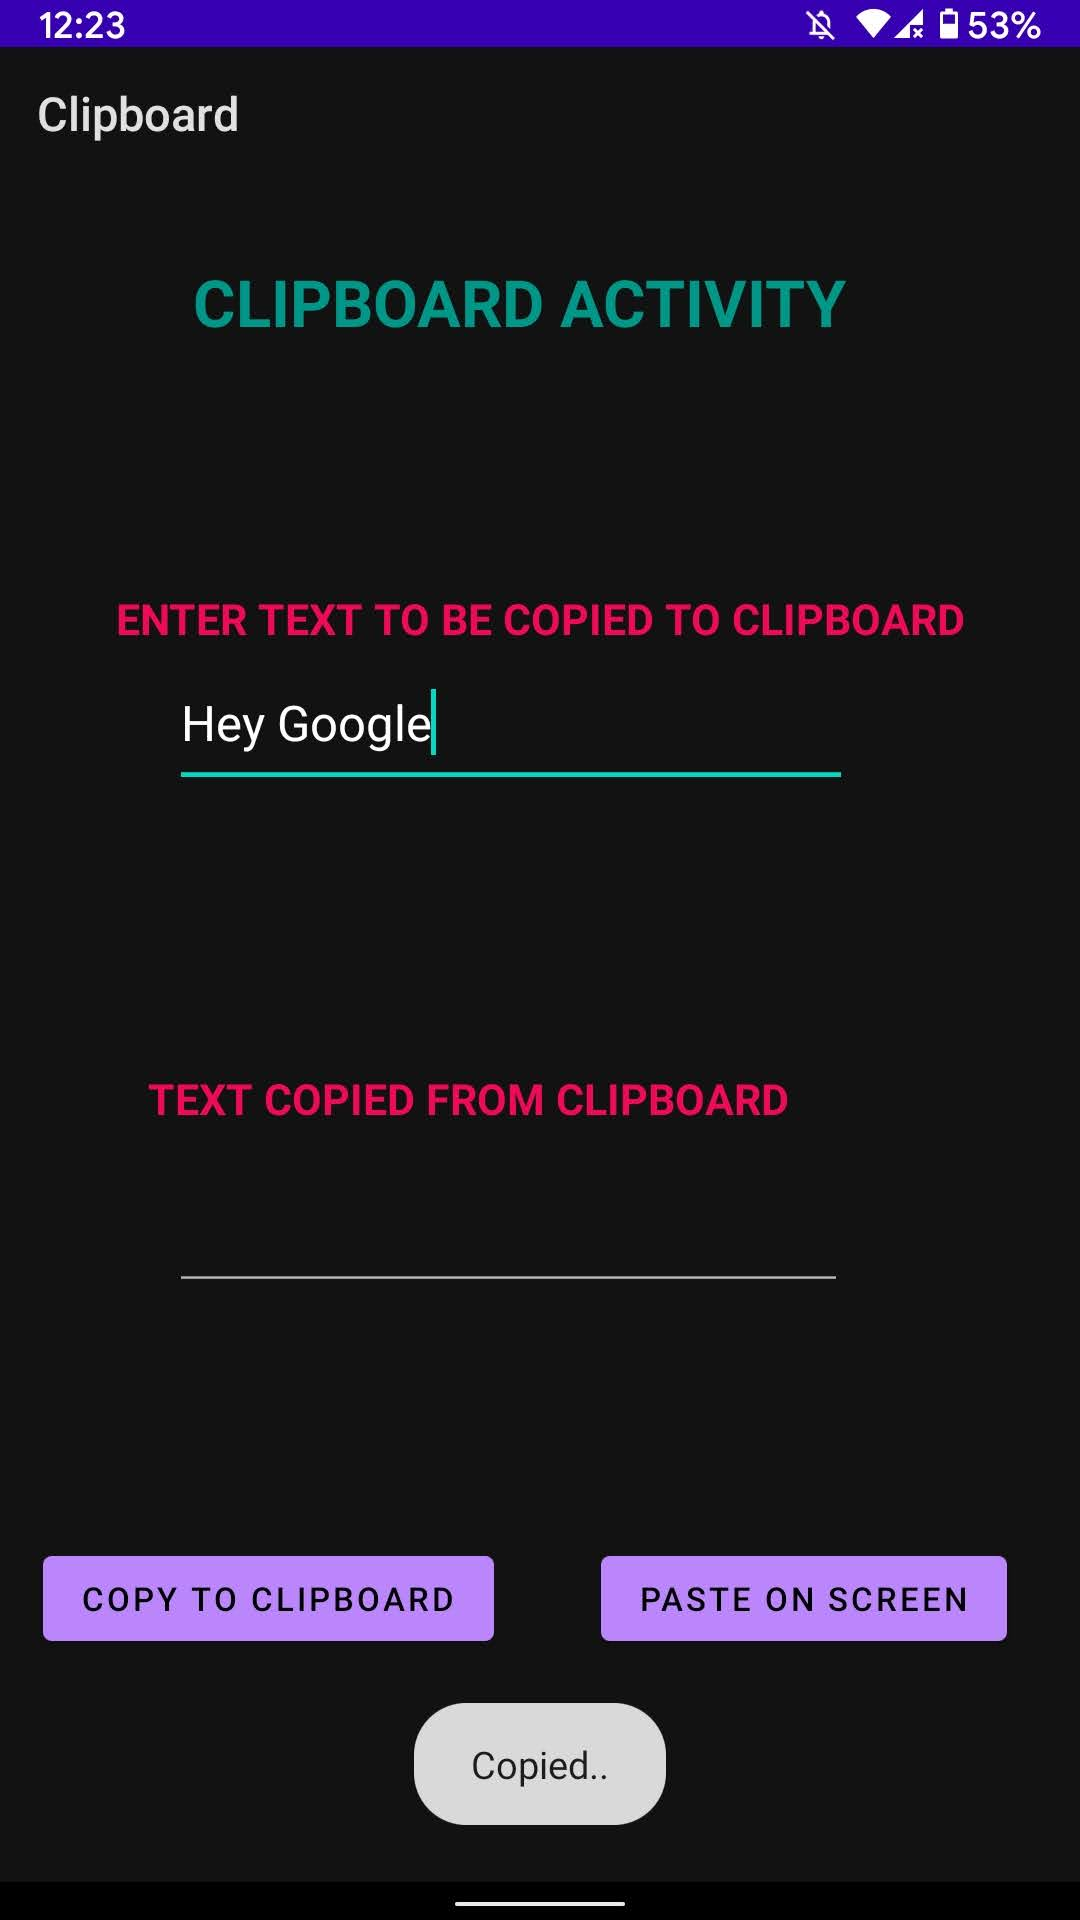 12:23 53%
Clipboard
CLIPBOARD ACTIVITY
ENTER TEXT TO BE COPIED TO CLIPBOARD
Hey Google
TEXT COPIED FROM CLIPBOARD
COPY TO CLIPBOARD PASTE ON SCREEN
Copied..